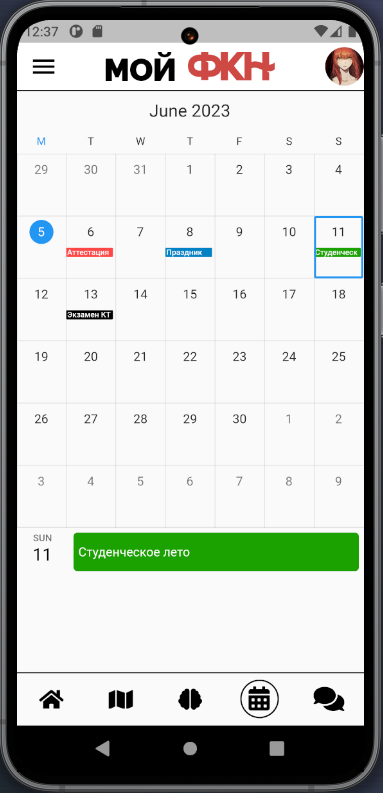 12:37
МОЙ ФКН
June 2023
M T W T F S S
29 30 31 1 2 3 4
5 6 7 8 9 10 11
Аттестация Праздник Студенческ
12 13 14 15 16 17 18
Экзамен КТ
19 20 21 22 23 24 25
26 27 28 29 30 1 2
3 4 5 6 7 8 9
SUN
11
Студенческое лето